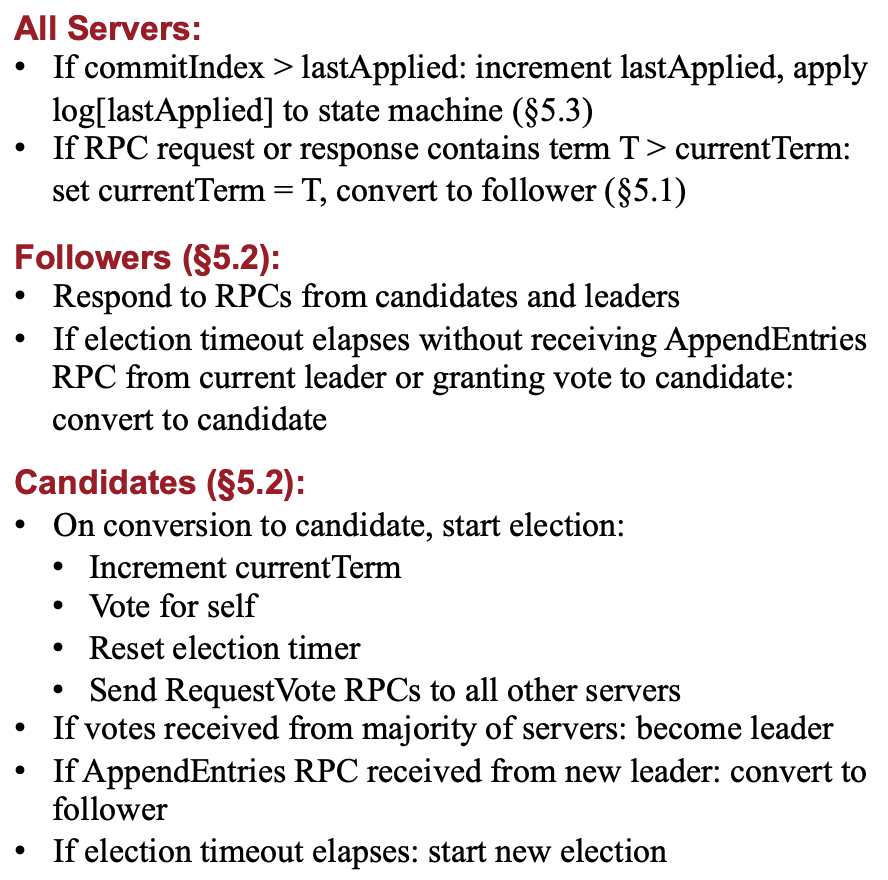 All Servers:
• If commitIndex > lastApplied: increment lastApplied, apply
log[lastApplied] to state machine (§5.3)
• If RPC request or response contains term T > currentTerm:
set currentTerm = T, convert to follower (§5.1)
Followers (§5.2):
• Respond to RPCs from candidates and leaders
• If election timeout elapses without receiving AppendEntries
RPC from current leader or granting vote to candidate:
convert to candidate
Candidates (§5.2):
• On conversion to candidate, start election:
• Increment currentTerm
• Vote for self
• Reset election timer
• Send RequestVote RPCs to all other servers
• If votes received from majority of servers: become leader
• If AppendEntries RPC received from new leader: convert to
follower
• If election timeout elapses: start new election